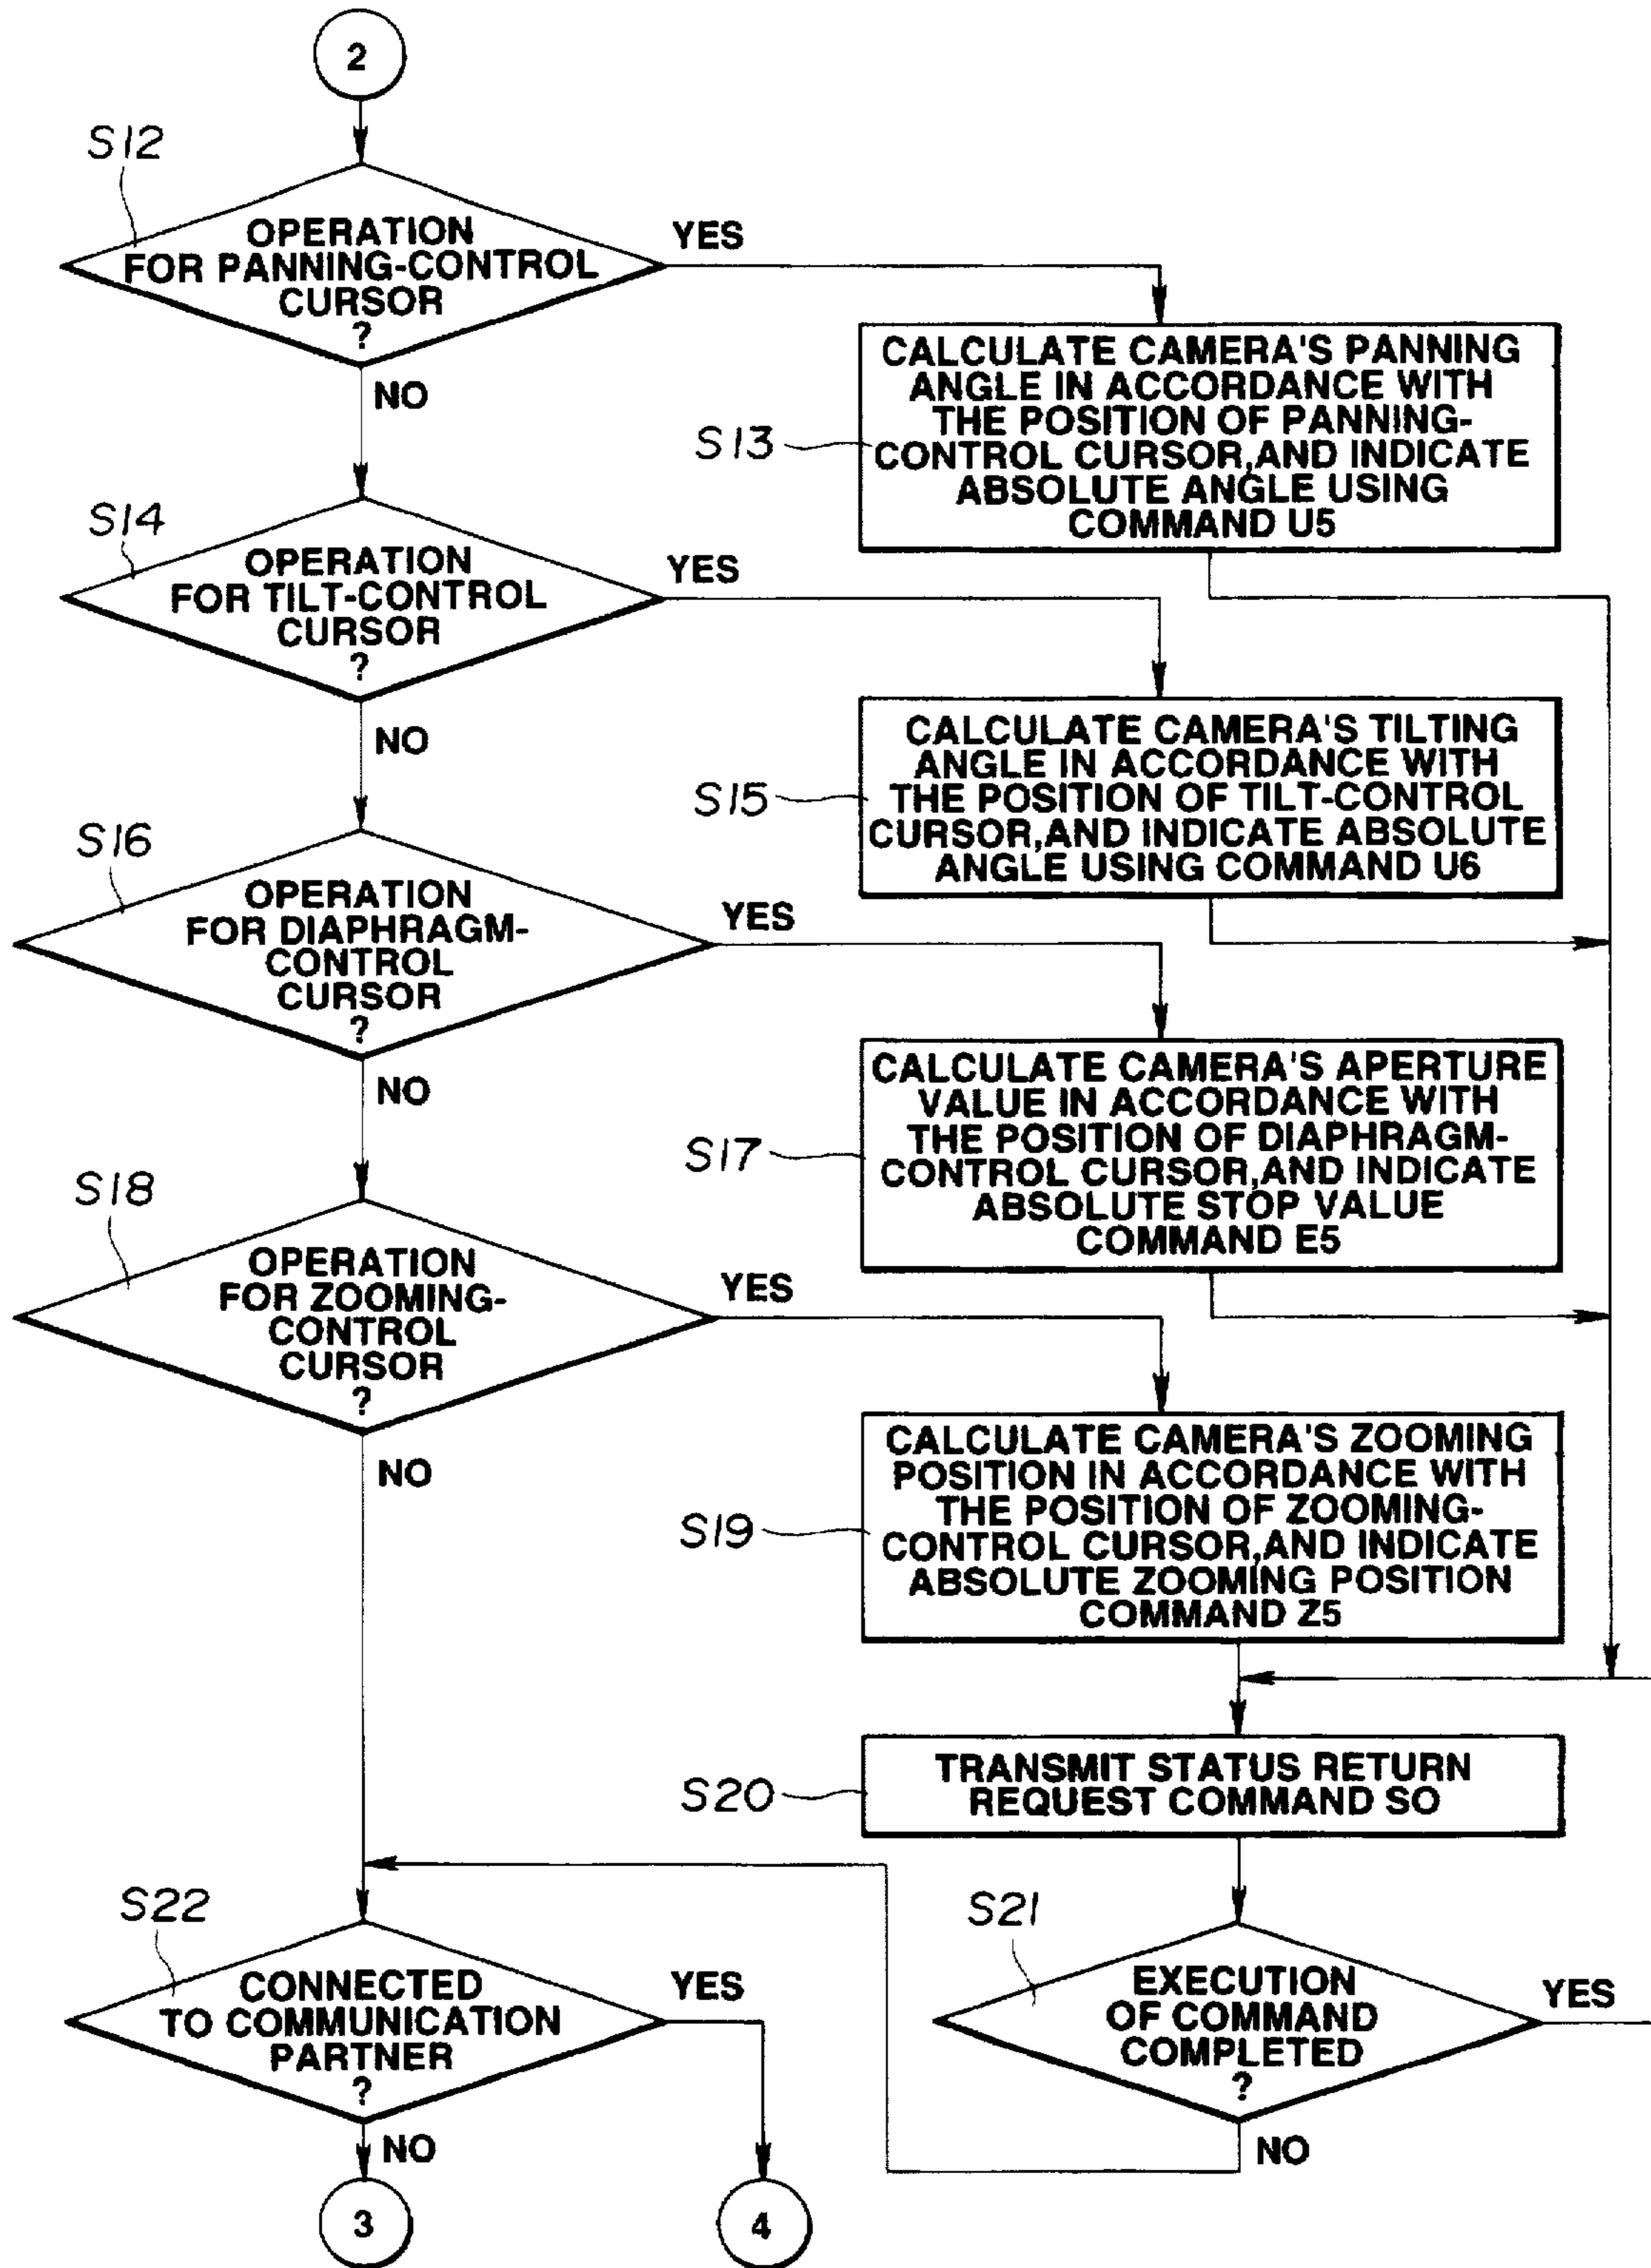 2
S12
OPERATION
FOR PANNING-CONTROL
CURSOR
?
YES
NO
S13
CALCULATE CAMERA'S PANNING
ANGLE IN ACCORDANCE WITH
THE POSITION OF PANNING-
CONTROL CURSOR,AND INDICATE
ABSOLUTE ANGLE USING
COMMAND U5
S14
OPERATION
FOR TILT-CONTROL
CURSOR
?
YES
NO
S15
CALCULATE CAMERA'S TILTING
ANGLE IN ACCORDANCE WITH
THE POSITION OF TILT-CONTROL
CURSOR,AND INDICATE ABSOLUTE
ANGLE USING COMMAND U6
S16
OPERATION
FOR DIAPHRAGM-
CONTROL
CURSOR
?
YES
NO
S17
CALCULATE CAMERA'S APERTURE
VALUE IN ACCORDANCE WITH
THE POSITION OF DIAPHRAGM-
CONTROL CURSOR,AND INDICATE
ABSOLUTE STOP VALUE
COMMAND E5
S18
OPERATION
FOR ZOOMING-
CONTROL
CURSOR
?
YES
NO
S19
CALCULATE CAMERA'S ZOOMING
POSITION IN ACCORDANCE WITH
THE POSITION OF ZOOMING-
CONTROL CURSOR,AND INDICATE
ABSOLUTE ZOOMING POSITION
COMMAND Z5
S20
TRANSMIT STATUS RETURN
REQUEST COMMAND SO
S21
EXECUTION
OF COMMAND
COMPLETED
?
YES
NO
S22
CONNECTED
TO COMMUNICATION
PARTNER
?
YES
NO
3
4